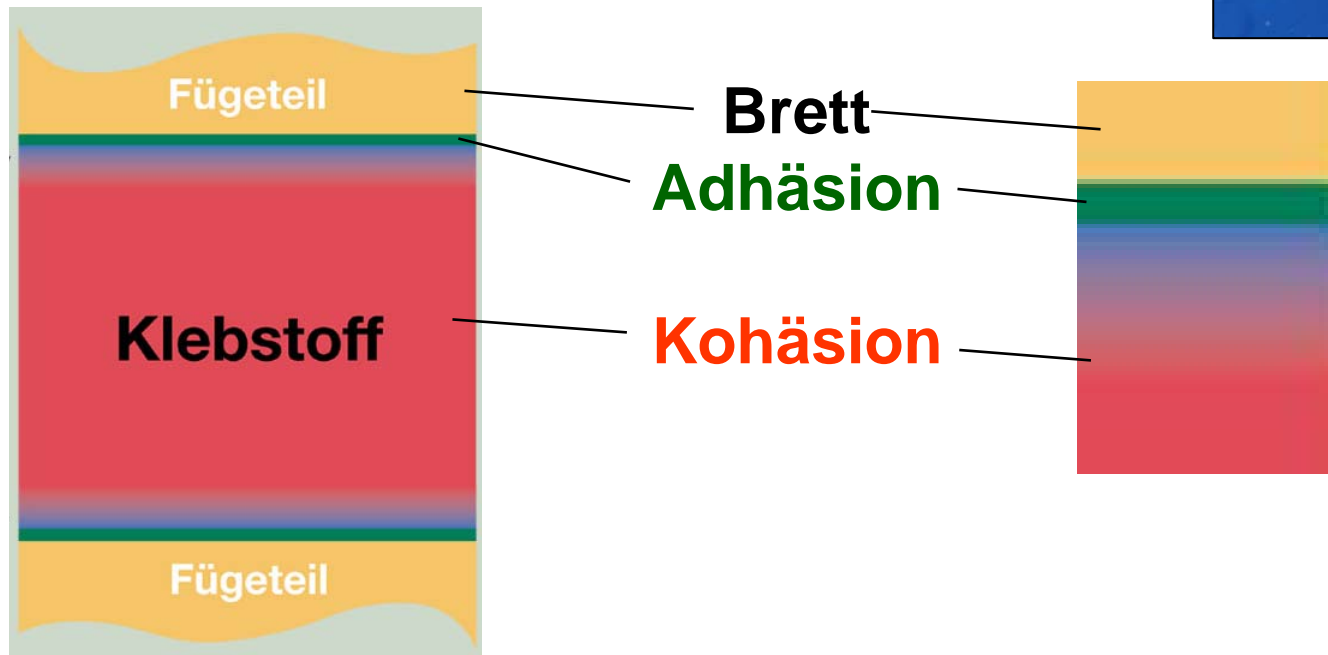 Fügeteil
Brett
Adhäsion
Klebstoff
Kohäsion
Fügeteil